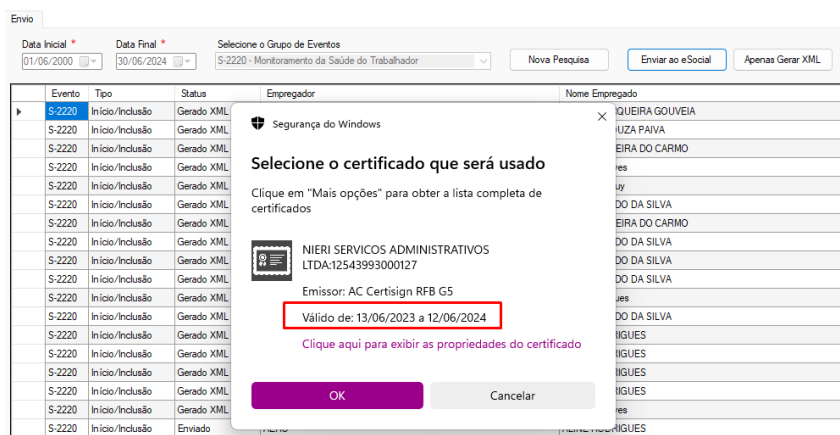 Envio
Data Inicial * Data Final * Selecione o Grupo de Eventos
01/06/2000 30/06/2024 S-2220 - Monitoramento da Saúde do Trabalhador Nova Pesquisa Enviar ao eSocial Apenas Gerar XML
Evento Tipo Status Empregador Nome Empregado
S-2220 Início/Inclusão Gerado XML QUEIRA GOUVEIA
S-2220 Início/Inclusão Gerado XML UZA PAIVA
S-2220 Início/Inclusão Gerado XML EIRA DO CARMO
S-2220 Início/Inclusão Gerado XML
S-2220 Início/Inclusão Gerado XML
S-2220 Início/Inclusão Gerado XML DO DA SILVA
S-2220 Início/Inclusão Gerado XML EIRA DO CARMO
S-2220 Início/Inclusão Gerado XML DO DA SILVA
S-2220 Início/Inclusão Gerado XML DO DA SILVA
S-2220 Início/Inclusão Gerado XML DO DA SILVA
S-2220 Início/Inclusão Gerado XML
S-2220 Início/Inclusão Gerado XML DO DA SILVA
S-2220 Início/Inclusão Gerado XML RIGUES
S-2220 Início/Inclusão Gerado XML RIGUES
S-2220 Início/Inclusão Gerado XML RIGUES
S-2220 Início/Inclusão Gerado XML RIGUES
S-2220 Início/Inclusão Gerado XML
S-2220 Início/Inclusão Enviado
Segurança do Windows
Selecione o certificado que será usado
Clique em "Mais opções" para obter a lista completa de
certificados
NIERI SERVICOS ADMINISTRATIVOS
LTDA:12543993000127
Emissor: AC Certisign RFB G5
Válido de: 13/06/2023 a 12/06/2024
Clique aqui para exibir as propriedades do certificado
OK Cancelar